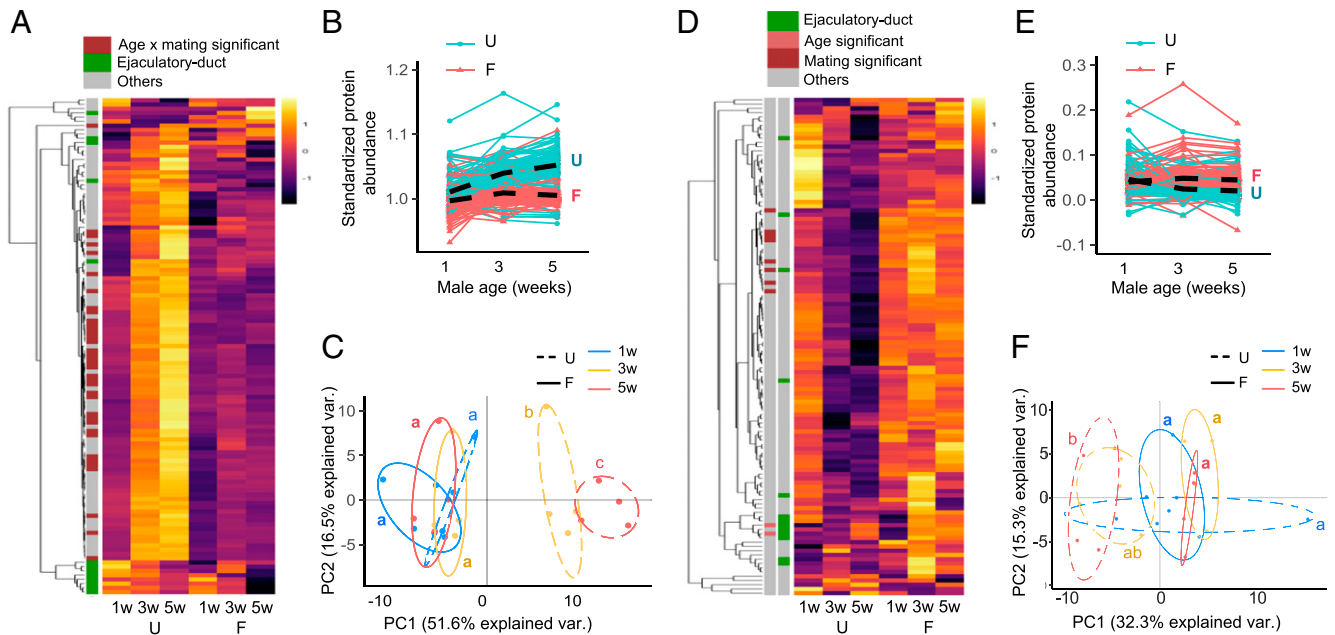 A
Age x mating significant
Ejaculatory-duct
Others
1
0
-1
1w 3w 5w 1w 3w 5w
U F
B
U
F
Standardized protein
abundance
1.2
1.1
1.0
U
F
1 3 5
Male age (weeks)
C
U
F
1w
3w
5w
PC2 (16.5% explained var.)
10
5
0
-5
a
a
b
c
a
a
-10 0 10
PC1 (51.6% explained var.)
D
Ejaculatory-duct
Age significant
Mating significant
Others
1
0
-1
1w 3w 5w 1w 3w 5w
U F
E
U
F
Standardized protein
abundance
0.3
0.2
0.1
0.0
-0.1
F
U
1 3 5
Male age (weeks)
F
U
F
1w
3w
5w
PC2 (15.3% explained var.)
10
5
0
-5
b
a
a
a
a
ab
-10 0 10
PC1 (32.3% explained var.)